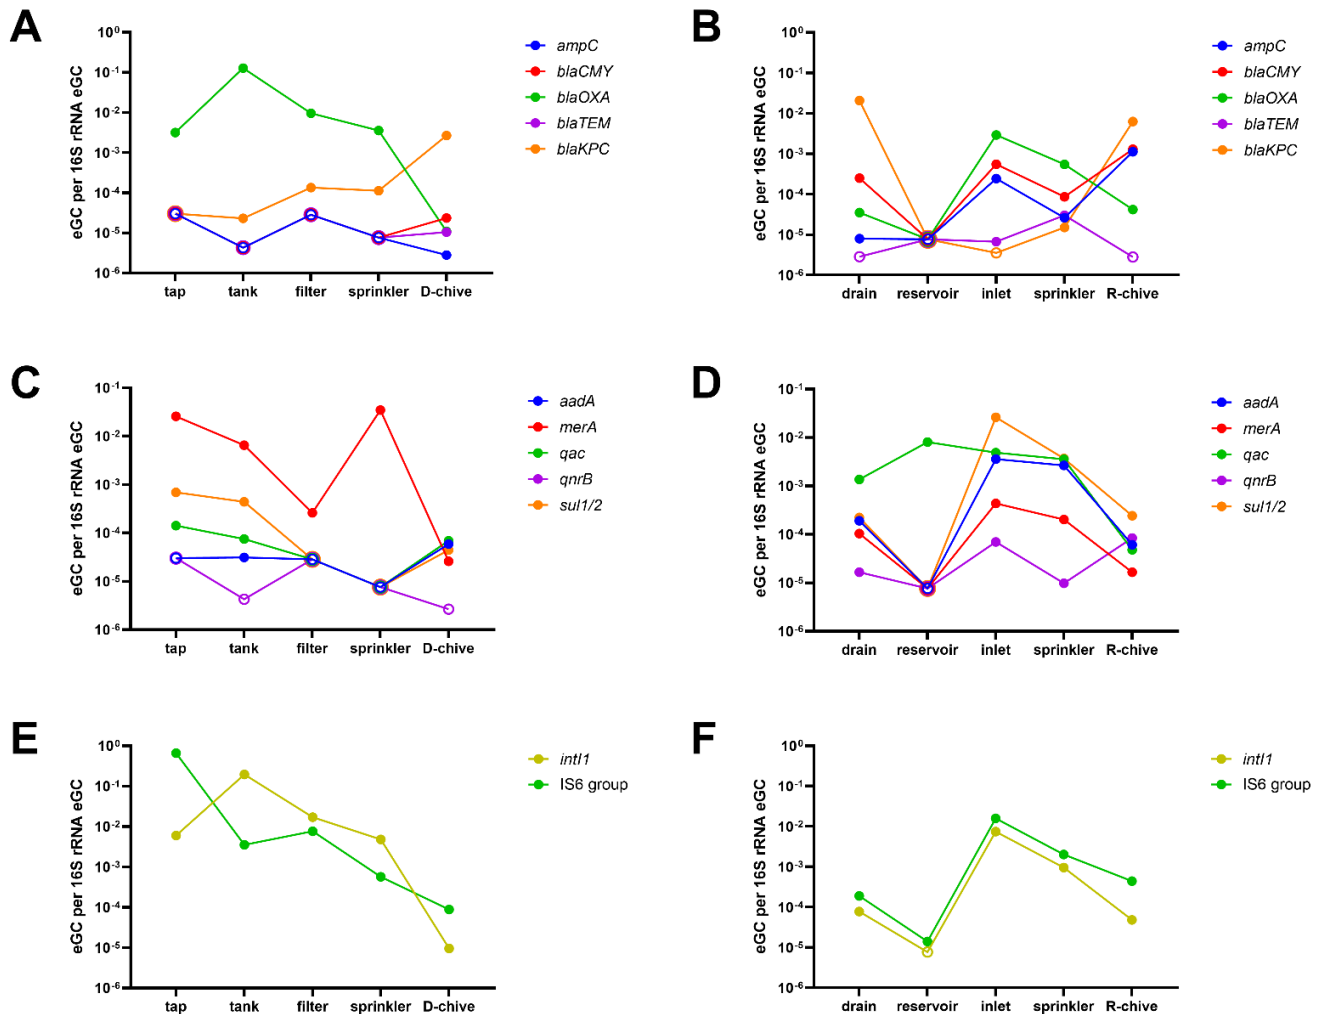 A
eGC per 16S rRNA eGC
10⁰
10⁻¹
10⁻²
10⁻³
10⁻⁴
10⁻⁵
10⁻⁶
tap tank filter sprinkler D-chive
ampC
blaCMY
blaOXA
blaTEM
blaKPC
B
eGC per 16S rRNA eGC
10⁰
10⁻¹
10⁻²
10⁻³
10⁻⁴
10⁻⁵
10⁻⁶
drain reservoir inlet sprinkler R-chive
ampC
blaCMY
blaOXA
blaTEM
blaKPC
C
eGC per 16S rRNA eGC
10⁻¹
10⁻²
10⁻³
10⁻⁴
10⁻⁵
10⁻⁶
tap tank filter sprinkler D-chive
aadA
merA
qac
qnrB
sul1/2
D
eGC per 16S rRNA eGC
10⁻¹
10⁻²
10⁻³
10⁻⁴
10⁻⁵
10⁻⁶
drain reservoir inlet sprinkler R-chive
aadA
merA
qac
qnrB
sul1/2
E
eGC per 16S rRNA eGC
10⁰
10⁻¹
10⁻²
10⁻³
10⁻⁴
10⁻⁵
10⁻⁶
tap tank filter sprinkler D-chive
intI1
IS6 group
F
eGC per 16S rRNA eGC
10⁰
10⁻¹
10⁻²
10⁻³
10⁻⁴
10⁻⁵
10⁻⁶
drain reservoir inlet sprinkler R-chive
intI1
IS6 group